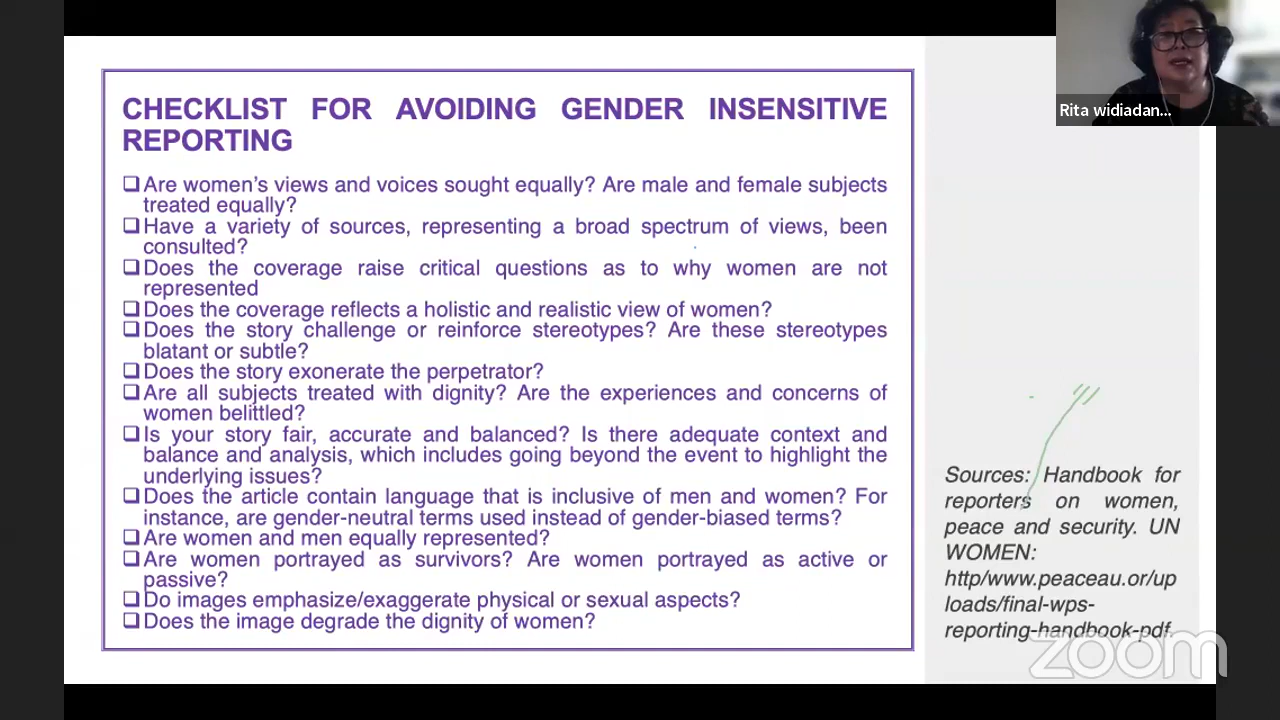 CHECKLIST FOR AVOIDING GENDER INSENSITIVE
REPORTING
❑Are women's views and voices sought equally? Are male and female subjects
treated equally?
❑Have a variety of sources, representing a broad spectrum of views, been
consulted?
❑Does the coverage raise critical questions as to why women are not
represented
❑Does the coverage reflects a holistic and realistic view of women?
❑Does the story challenge or reinforce stereotypes? Are these stereotypes
blatant or subtle?
❑Does the story exonerate the perpetrator?
❑Are all subjects treated with dignity? Are the experiences and concerns of
women belittled?
❑Is your story fair, accurate and balanced? Is there adequate context and
balance and analysis, which includes going beyond the event to highlight the
underlying issues?
❑Does the article contain language that is inclusive of men and women? For
instance, are gender-neutral terms used instead of gender-biased terms?
❑Are women and men equally represented?
❑Are women portrayed as survivors? Are women portrayed as active or
passive?
❑Do images emphasize/exaggerate physical or sexual aspects?
❑Does the image degrade the dignity of women?
Rita widiadan...
Sources: Handbook for
reporters on women,
peace and security. UN
WOMEN:
http/www.peaceau.or/up
loads/final-wps-
reporting-handbook-pdf.
zoom